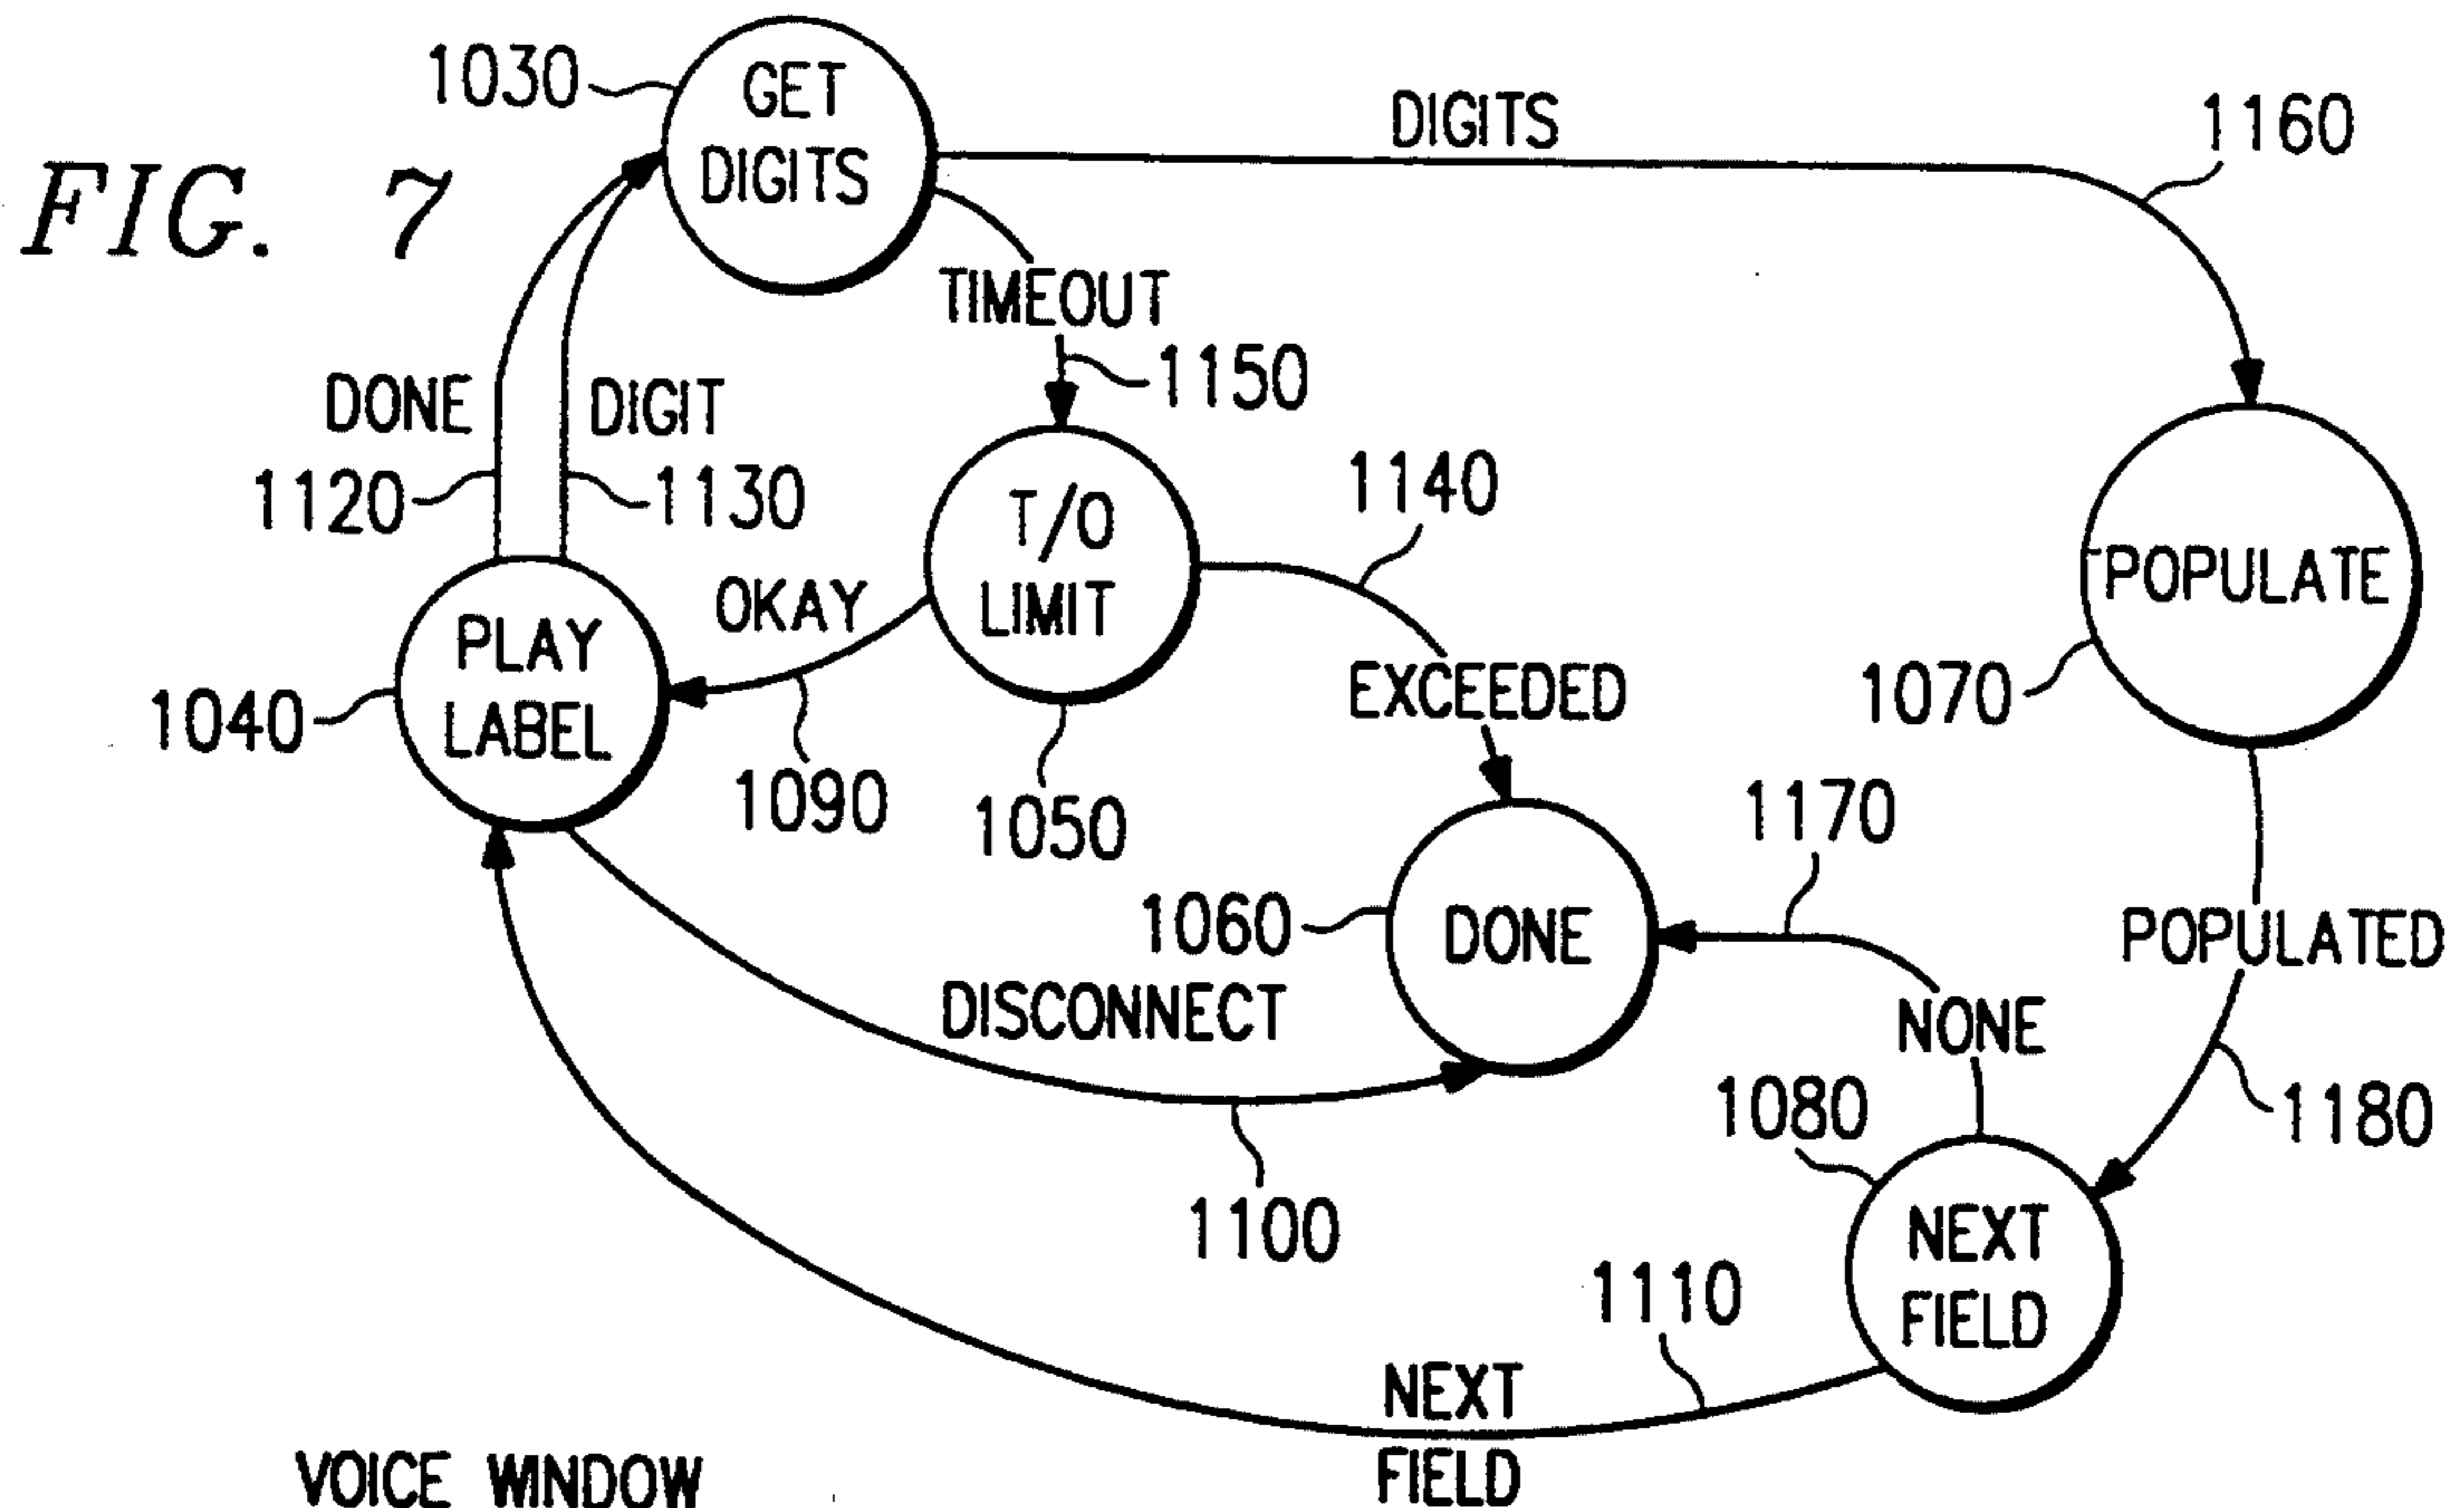 FIG. 7
1030
GET
DIGITS
DIGITS
1160
TIMEOUT
1150
DONE
DIGIT
1120
1130
T/O
LIMIT
1140
POPULATE
OKAY
PLAY
LABEL
1040
1090
1050
EXCEEDED
1070
1170
1060
DONE
POPULATED
DISCONNECT
NONE
1080
1180
1100
NEXT
FIELD
1110
NEXT
FIELD
VOICE WINDOW